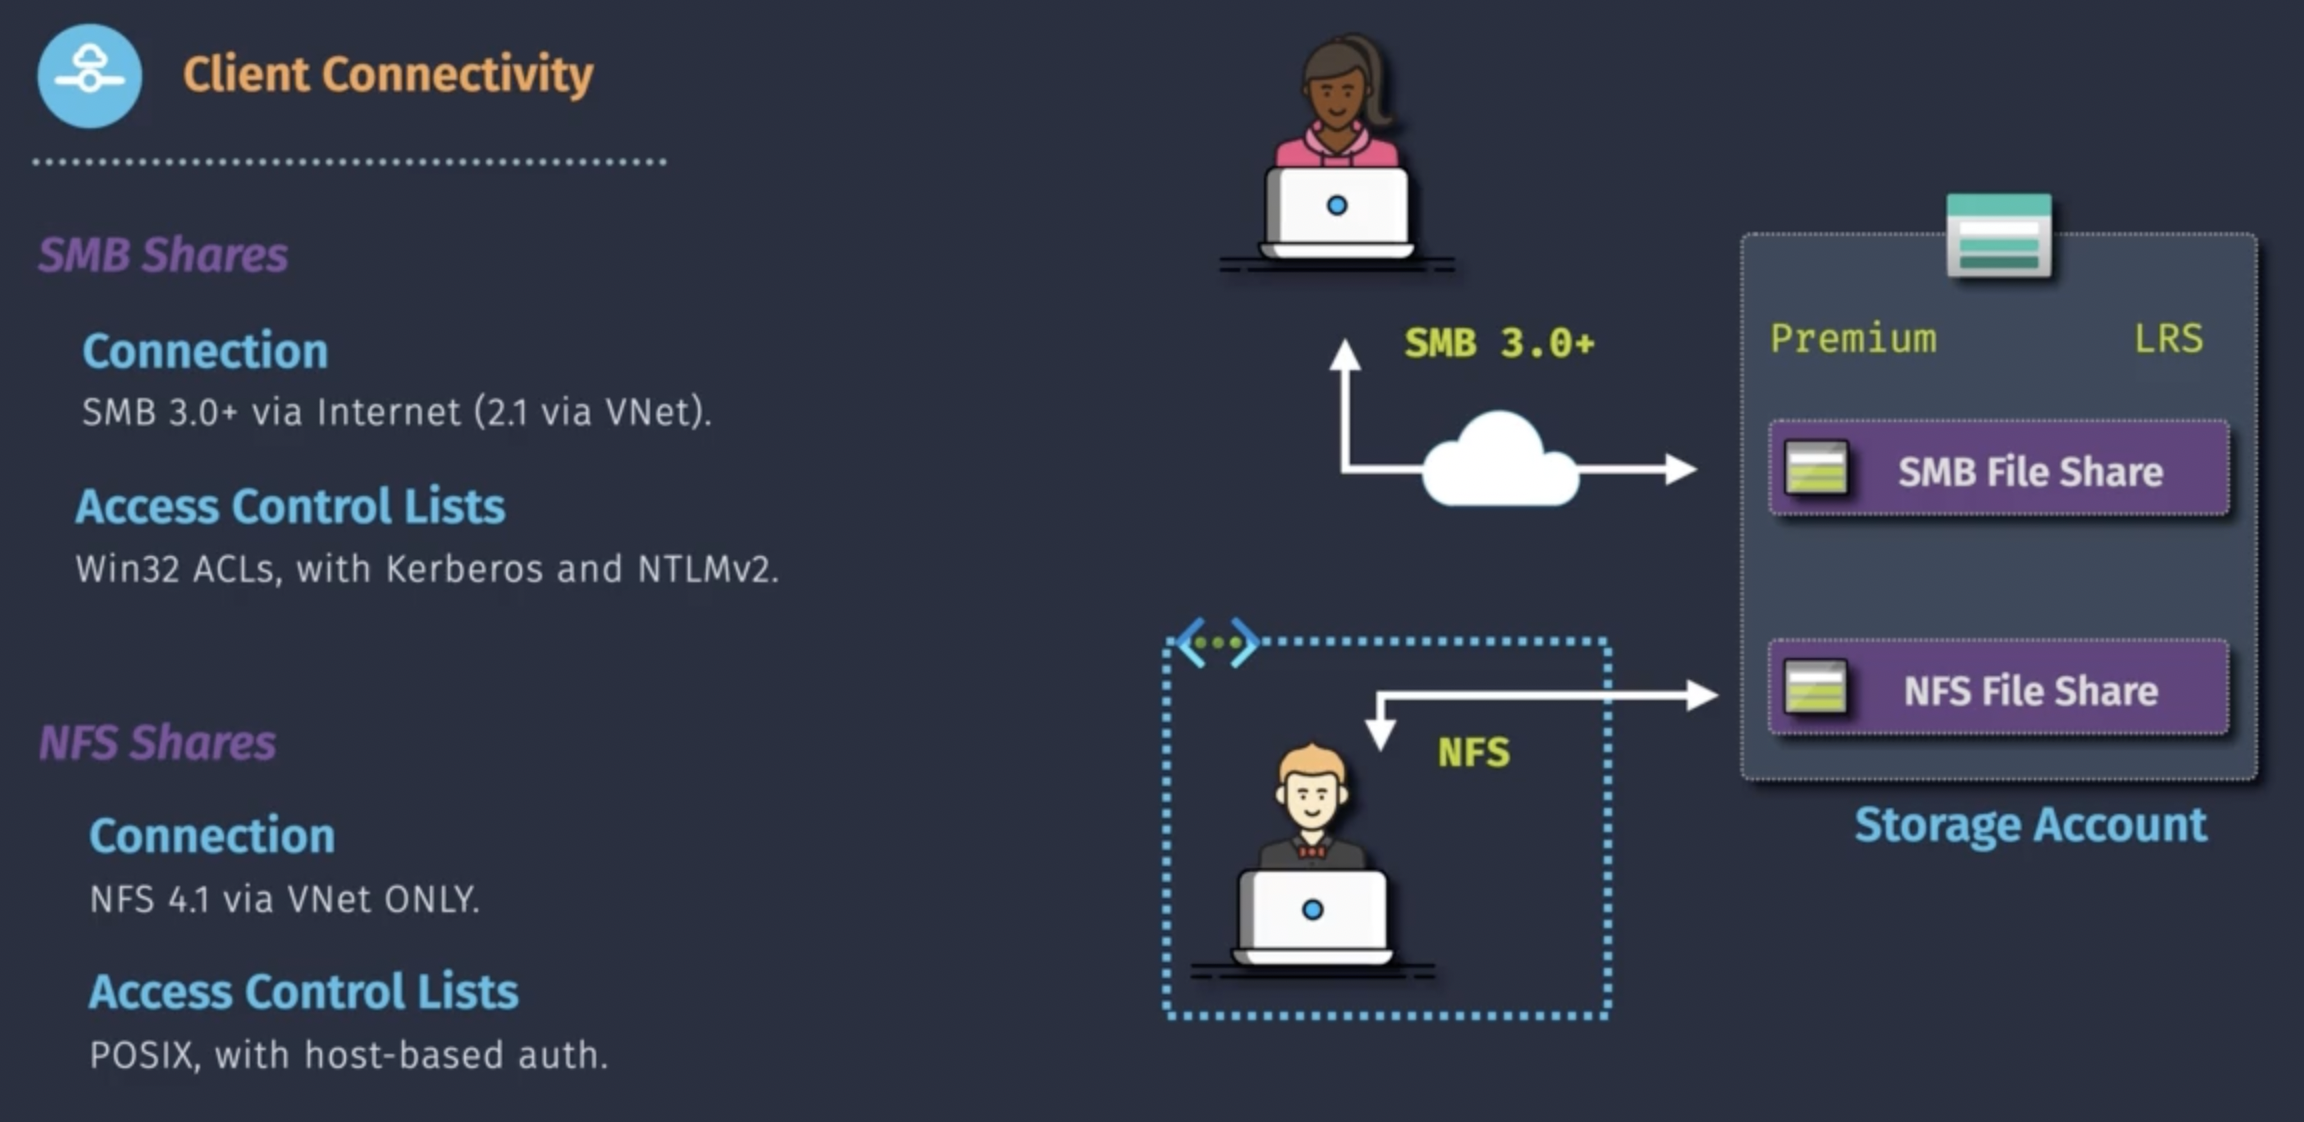 Client Connectivity
SMB Shares
Connection
SMB 3.0+ via Internet (2.1 via VNet).
Access Control Lists
Win32 ACLs, with Kerberos and NTLMv2.
NFS Shares
Connection
NFS 4.1 via VNet ONLY.
Access Control Lists
POSIX, with host-based auth.
SMB 3.0+
NFS
Premium LRS
SMB File Share
NFS File Share
Storage Account